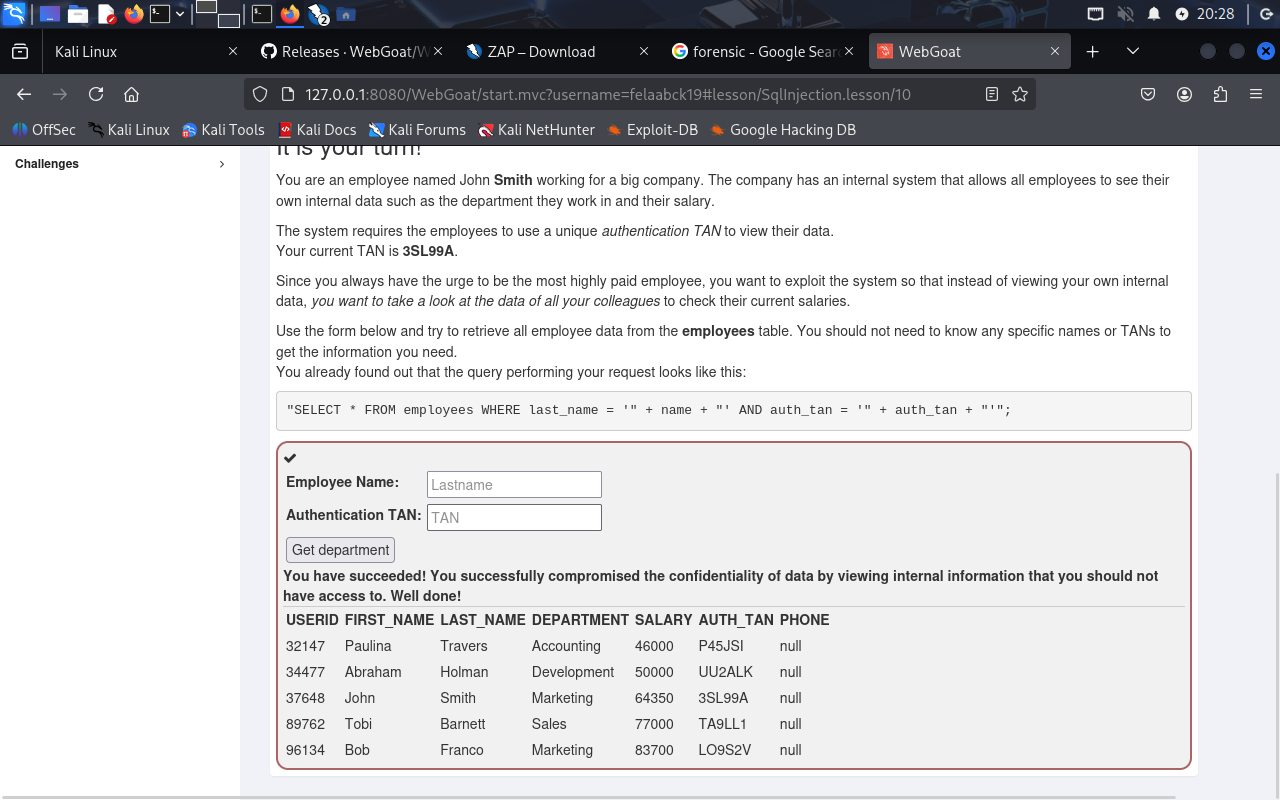 20:28
Kali Linux
Releases · WebGoat/W
ZAP – Download
forensic - Google Sear
WebGoat
127.0.0.1:8080/WebGoat/start.mvc?username=felaabck19#lesson/SqlInjection.lesson/10
OffSec
Kali Linux
Kali Tools
Kali Docs
Kali Forums
Kali NetHunter
Exploit-DB
Google Hacking DB
Challenges
It is your turn!
You are an employee named John Smith working for a big company. The company has an internal system that allows all employees to see their
own internal data such as the department they work in and their salary.
The system requires the employees to use a unique authentication TAN to view their data.
Your current TAN is 3SL99A.
Since you always have the urge to be the most highly paid employee, you want to exploit the system so that instead of viewing your own internal
data, you want to take a look at the data of all your colleagues to check their current salaries.
Use the form below and try to retrieve all employee data from the employees table. You should not need to know any specific names or TANs to
get the information you need.
You already found out that the query performing your request looks like this:
"SELECT * FROM employees WHERE last_name = '" + name + "' AND auth_tan = '" + auth_tan + "'";
Employee Name: Lastname
Authentication TAN: TAN
Get department
You have succeeded! You successfully compromised the confidentiality of data by viewing internal information that you should not
have access to. Well done!
USERID FIRST_NAME LAST_NAME DEPARTMENT SALARY AUTH_TAN PHONE
32147 Paulina Travers Accounting 46000 P45JSI null
34477 Abraham Holman Development 50000 UU2ALK null
37648 John Smith Marketing 64350 3SL99A null
89762 Tobi Barnett Sales 77000 TA9LL1 null
96134 Bob Franco Marketing 83700 LO9S2V null